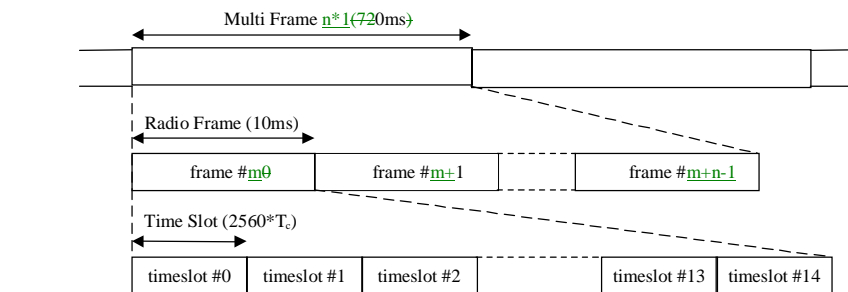 Multi Frame n*1(720ms)
Radio Frame (10ms)
frame #m0 frame #m+1 frame #m+n-1
Time Slot (2560*Tc)
timeslot #0 timeslot #1 timeslot #2 timeslot #13 timeslot #14